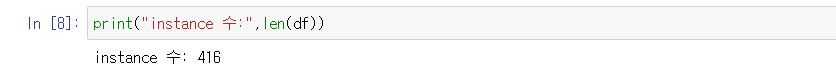 In [8]: print("instance 수:",len(df))
instance 수: 416